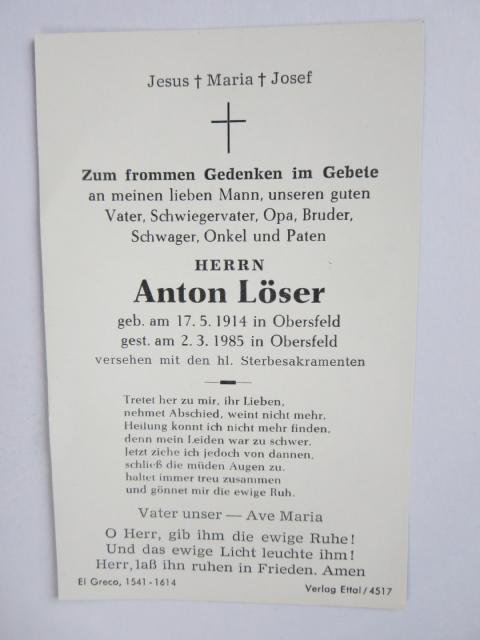 Jesus † Maria † Josef
Zum frommen Gedenken im Gebete
an meinen lieben Mann, unseren guten
Vater, Schwiegervater, Opa, Bruder,
Schwager, Onkel und Paten
HERRN
Anton Löser
geb. am 17. 5. 1914 in Obersfeld
gest. am 2. 3. 1985 in Obersfeld
versehen mit den hl. Sterbesakramenten
Tretet her zu mir, ihr Lieben,
nehmet Abschied, weint nicht mehr,
Heilung konnt ich nicht mehr finden,
denn mein Leiden war zu schwer.
Jetzt ziehe ich jedoch von dannen,
schließ die müden Augen zu.
haltet immer treu zusammen
und gönnet mir die ewige Ruh.
Vater unser — Ave Maria
O Herr, gib ihm die ewige Ruhe!
Und das ewige Licht leuchte ihm!
Herr, laß ihn ruhen in Frieden. Amen
El Greco, 1541 - 1614
Verlag Ettal / 4517